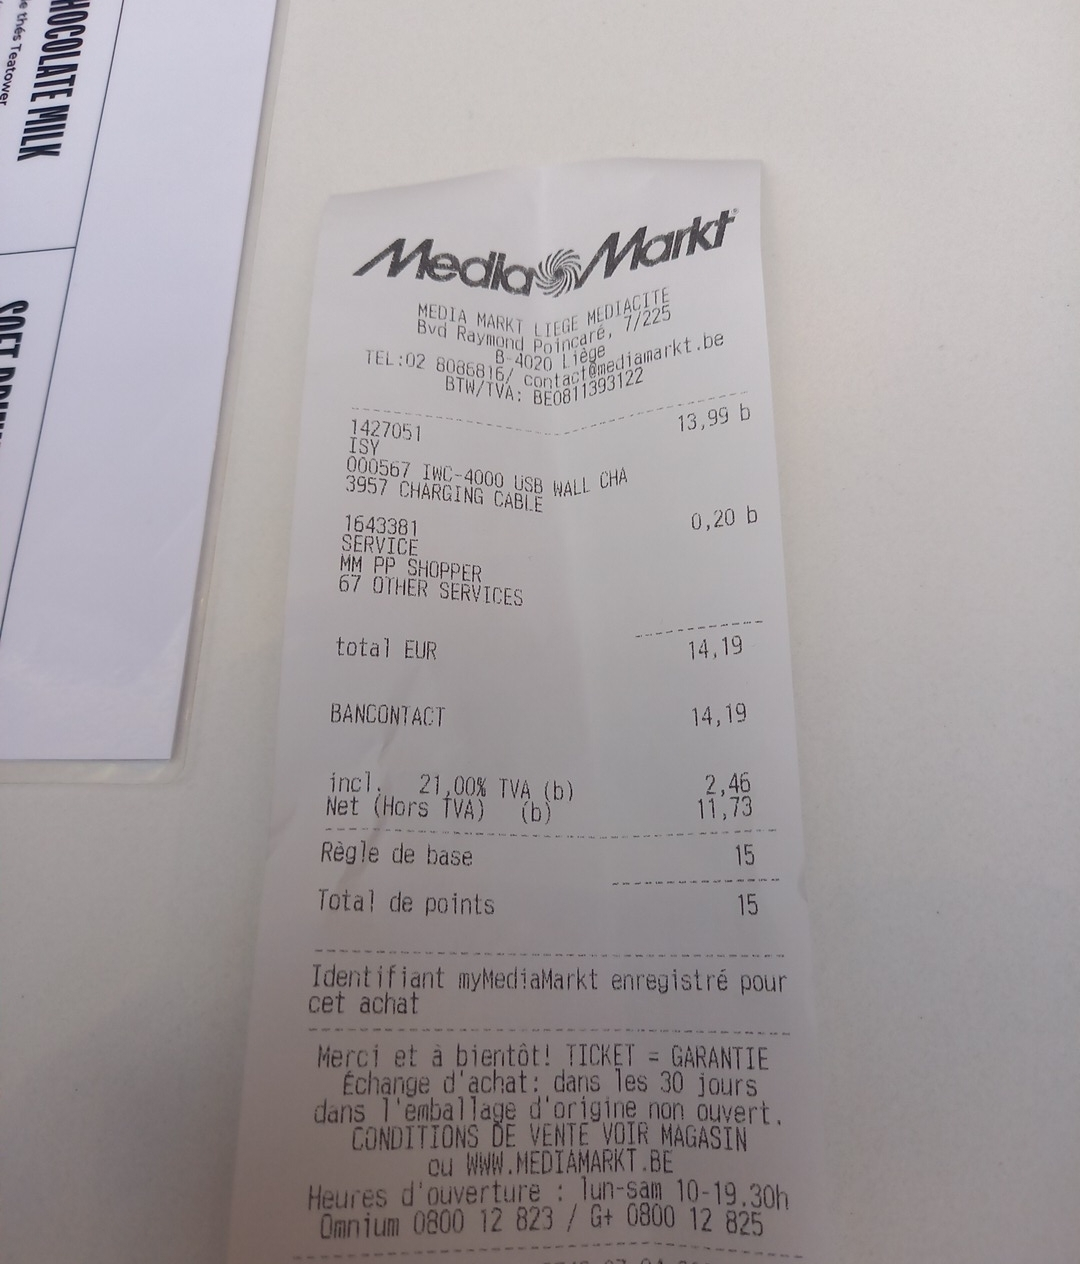 HOCOLATE MILK
e thés Teatower
Media Markt
MEDIA MARKT LIEGE MEDIACITE
Bvd Raymond Poincaré, 7/225
B-4020 Liège
TEL:02 8086816/ contact@mediamarkt.be
BTW/TVA: BE0811393122
1427051 13,99 b
ISY
000567 IWC-4000 USB WALL CHA
3957 CHARGING CABLE
1643381 0,20 b
SERVICE
MM PP SHOPPER
67 OTHER SERVICES
total EUR 14,19
BANCONTACT 14,19
incl. 21,00% TVA (b) 2,46
Net (Hors TVA) (b) 11,73
Règle de base 15
Total de points 15
Identifiant myMediaMarkt enregistré pour
cet achat
Merci et à bientôt! TICKET = GARANTIE
Échange d'achat: dans les 30 jours
dans l'emballage d'origine non ouvert.
CONDITIONS DE VENTE VOIR MAGASIN
ou WWW.MEDIAMARKT.BE
Heures d'ouverture : lun-sam 10-19.30h
Omnium 0800 12 823 / G+ 0800 12 825